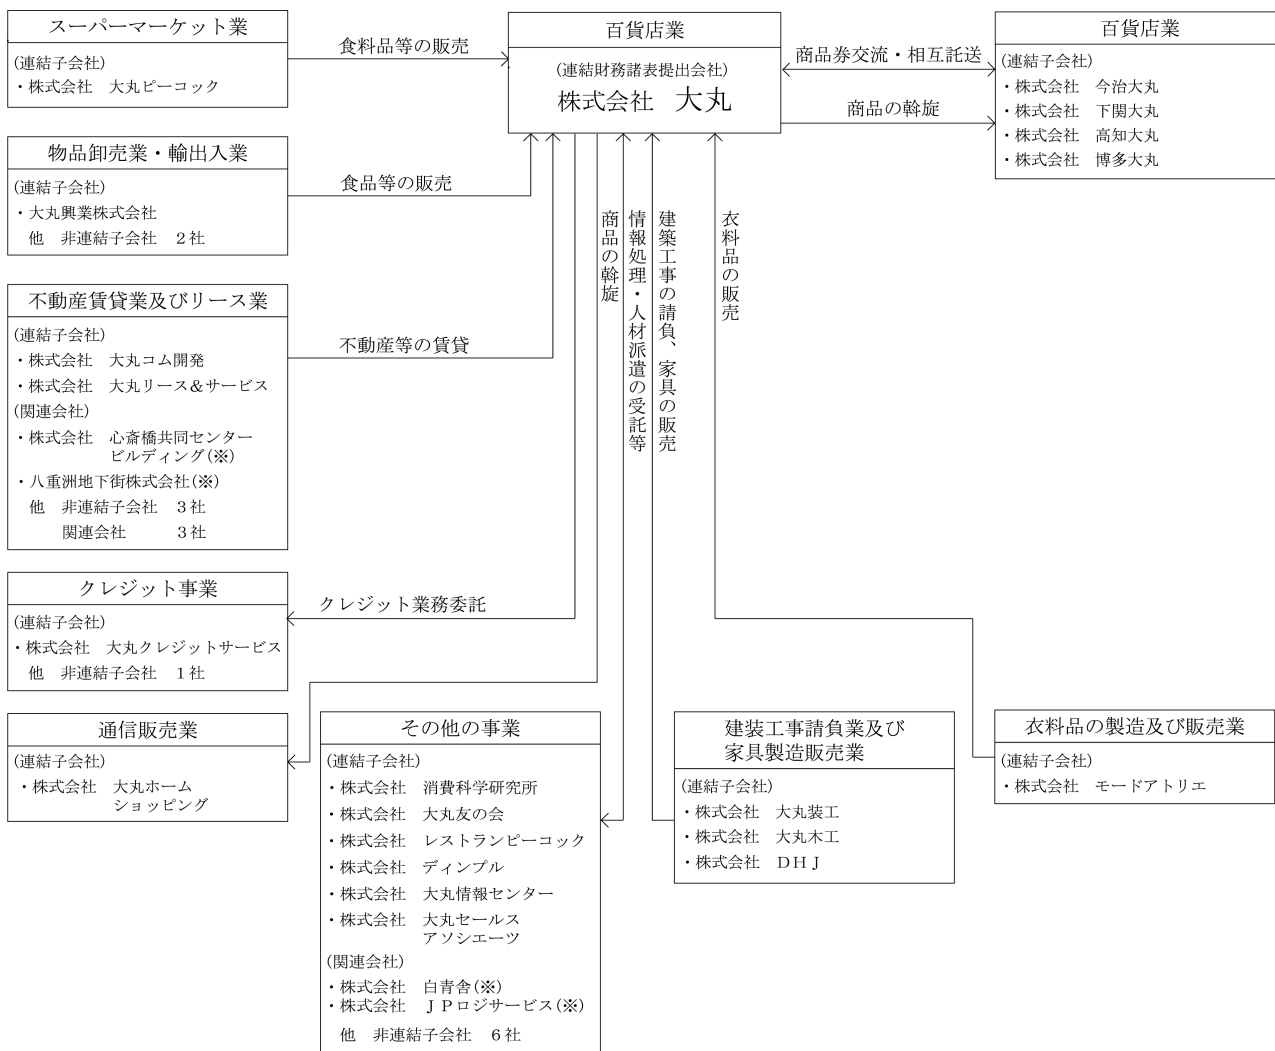 スーパーマーケット業
(連結子会社)
・株式会社　大丸ピーコック
食料品等の販売
百貨店業
(連結財務諸表提出会社)
株式会社　大丸
商品券交流・相互託送
商品の斡旋
百貨店業
(連結子会社)
・株式会社　今治大丸
・株式会社　下関大丸
・株式会社　高知大丸
・株式会社　博多大丸
物品卸売業・輸出入業
(連結子会社)
・大丸興業株式会社
他　非連結子会社　２社
食品等の販売
不動産賃貸業及びリース業
(連結子会社)
・株式会社　大丸コム開発
・株式会社　大丸リース＆サービス
(関連会社)
・株式会社　心斎橋共同センター
ビルディング(※)
・八重洲地下街株式会社(※)
他　非連結子会社　３社
関連会社　３社
不動産等の賃貸
商品の斡旋
情報処理・人材派遣の受託等
建築工事の請負、家具の販売
衣料品の販売
クレジット事業
(連結子会社)
・株式会社　大丸クレジットサービス
他　非連結子会社　１社
クレジット業務委託
通信販売業
(連結子会社)
・株式会社　大丸ホーム
ショッピング
その他の事業
(連結子会社)
・株式会社　消費科学研究所
・株式会社　大丸友の会
・株式会社　レストランピーコック
・株式会社　ディンプル
・株式会社　大丸情報センター
・株式会社　大丸セールス
アソシエーツ
(関連会社)
・株式会社　白青舎(※)
・株式会社　ＪＰロジサービス(※)
他　非連結子会社　６社
建装工事請負業及び
家具製造販売業
(連結子会社)
・株式会社　大丸装工
・株式会社　大丸木工
・株式会社　ＤＨＪ
衣料品の製造及び販売業
(連結子会社)
・株式会社　モードアトリエ